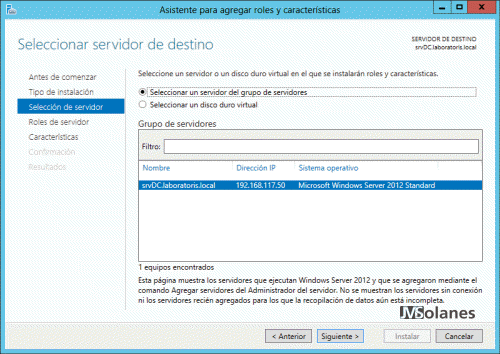 Asistente para agregar roles y características
Seleccionar servidor de destino
SERVIDOR DE DESTINO
srvDC.laboratoris.local
Antes de comenzar
Tipo de instalación
Selección de servidor
Roles de servidor
Características
Confirmación
Resultados
Seleccione un servidor o un disco duro virtual en el que se instalarán roles y características.
Seleccionar un servidor del grupo de servidores
Seleccionar un disco duro virtual
Grupo de servidores
Filtro:
Nombre Dirección IP Sistema operativo
srvDC.laboratoris.local 192.168.117.50 Microsoft Windows Server 2012 Standard
1 equipos encontrados
Esta página muestra los servidores que ejecutan Windows Server 2012 y que se agregaron mediante el
comando Agregar servidores del Administrador del servidor. No se muestran los servidores sin conexión
ni los servidores recién agregados para los que la recopilación de datos aún está incompleta.
JVSolanes
< Anterior Siguiente > Instalar Cancelar